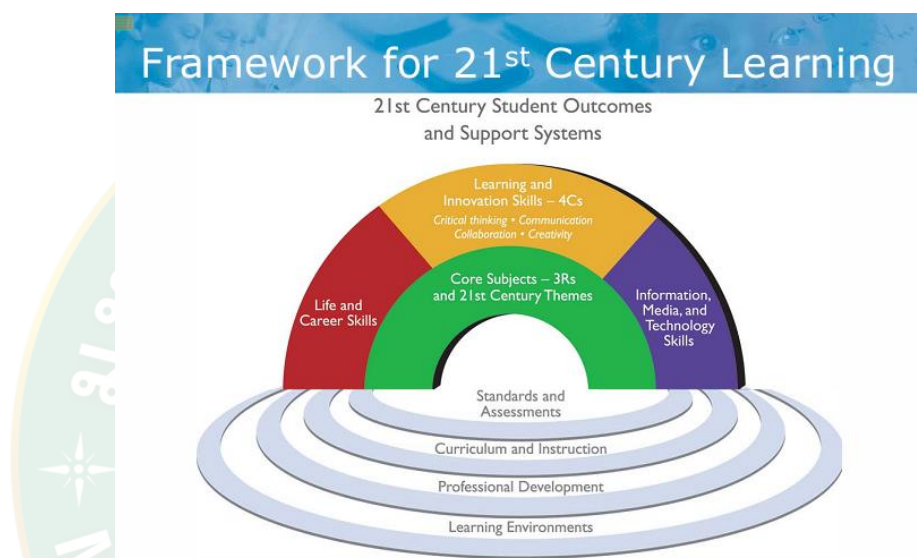 Framework for 21st Century Learning
21st Century Student Outcomes
and Support Systems
Learning and
Innovation Skills – 4Cs
Critical thinking • Communication
Collaboration • Creativity
Core Subjects – 3Rs
and 21st Century Themes
Life and
Career Skills
Information,
Media, and
Technology
Skills
Standards and
Assessments
Curriculum and Instruction
Professional Development
Learning Environments